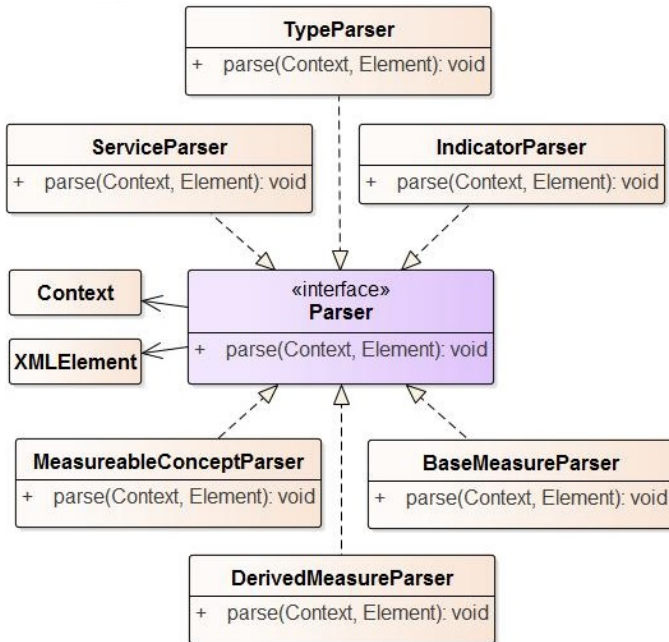 TypeParser
+ parse(Context, Element): void
ServiceParser
+ parse(Context, Element): void
IndicatorParser
+ parse(Context, Element): void
«interface»
Parser
+ parse(Context, Element): void
Context
XMLElement
MeasureableConceptParser
+ parse(Context, Element): void
BaseMeasureParser
+ parse(Context, Element): void
DerivedMeasureParser
+ parse(Context, Element): void